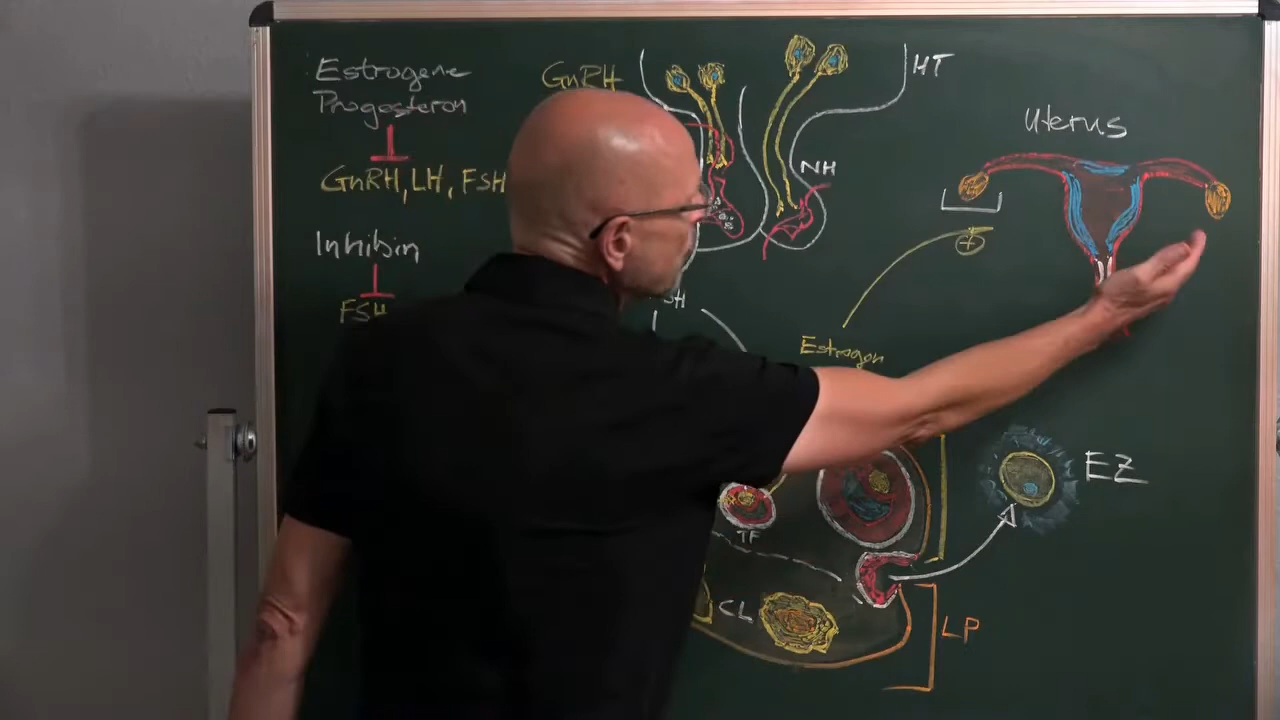 Estrogene
Progesteron
GnRH, LH, FSH
Inhibin
FSH
GnRH
HT
NH
Uterus
+
Estrogen
EZ
TF
CL
LP